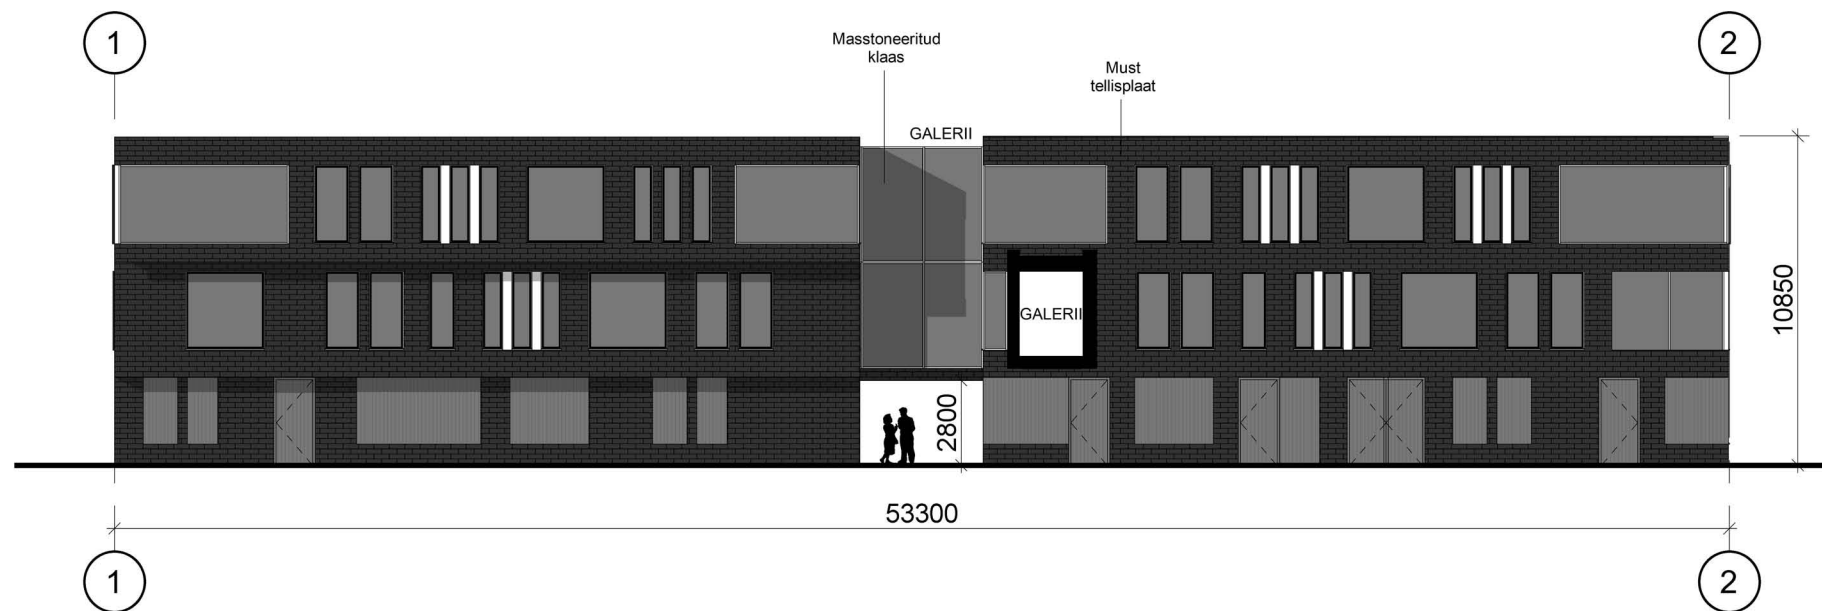 1
2
Masstoneeritud
klaas
Must
tellisplaat
GALERII
GALERII
10850
2800
53300
1
2